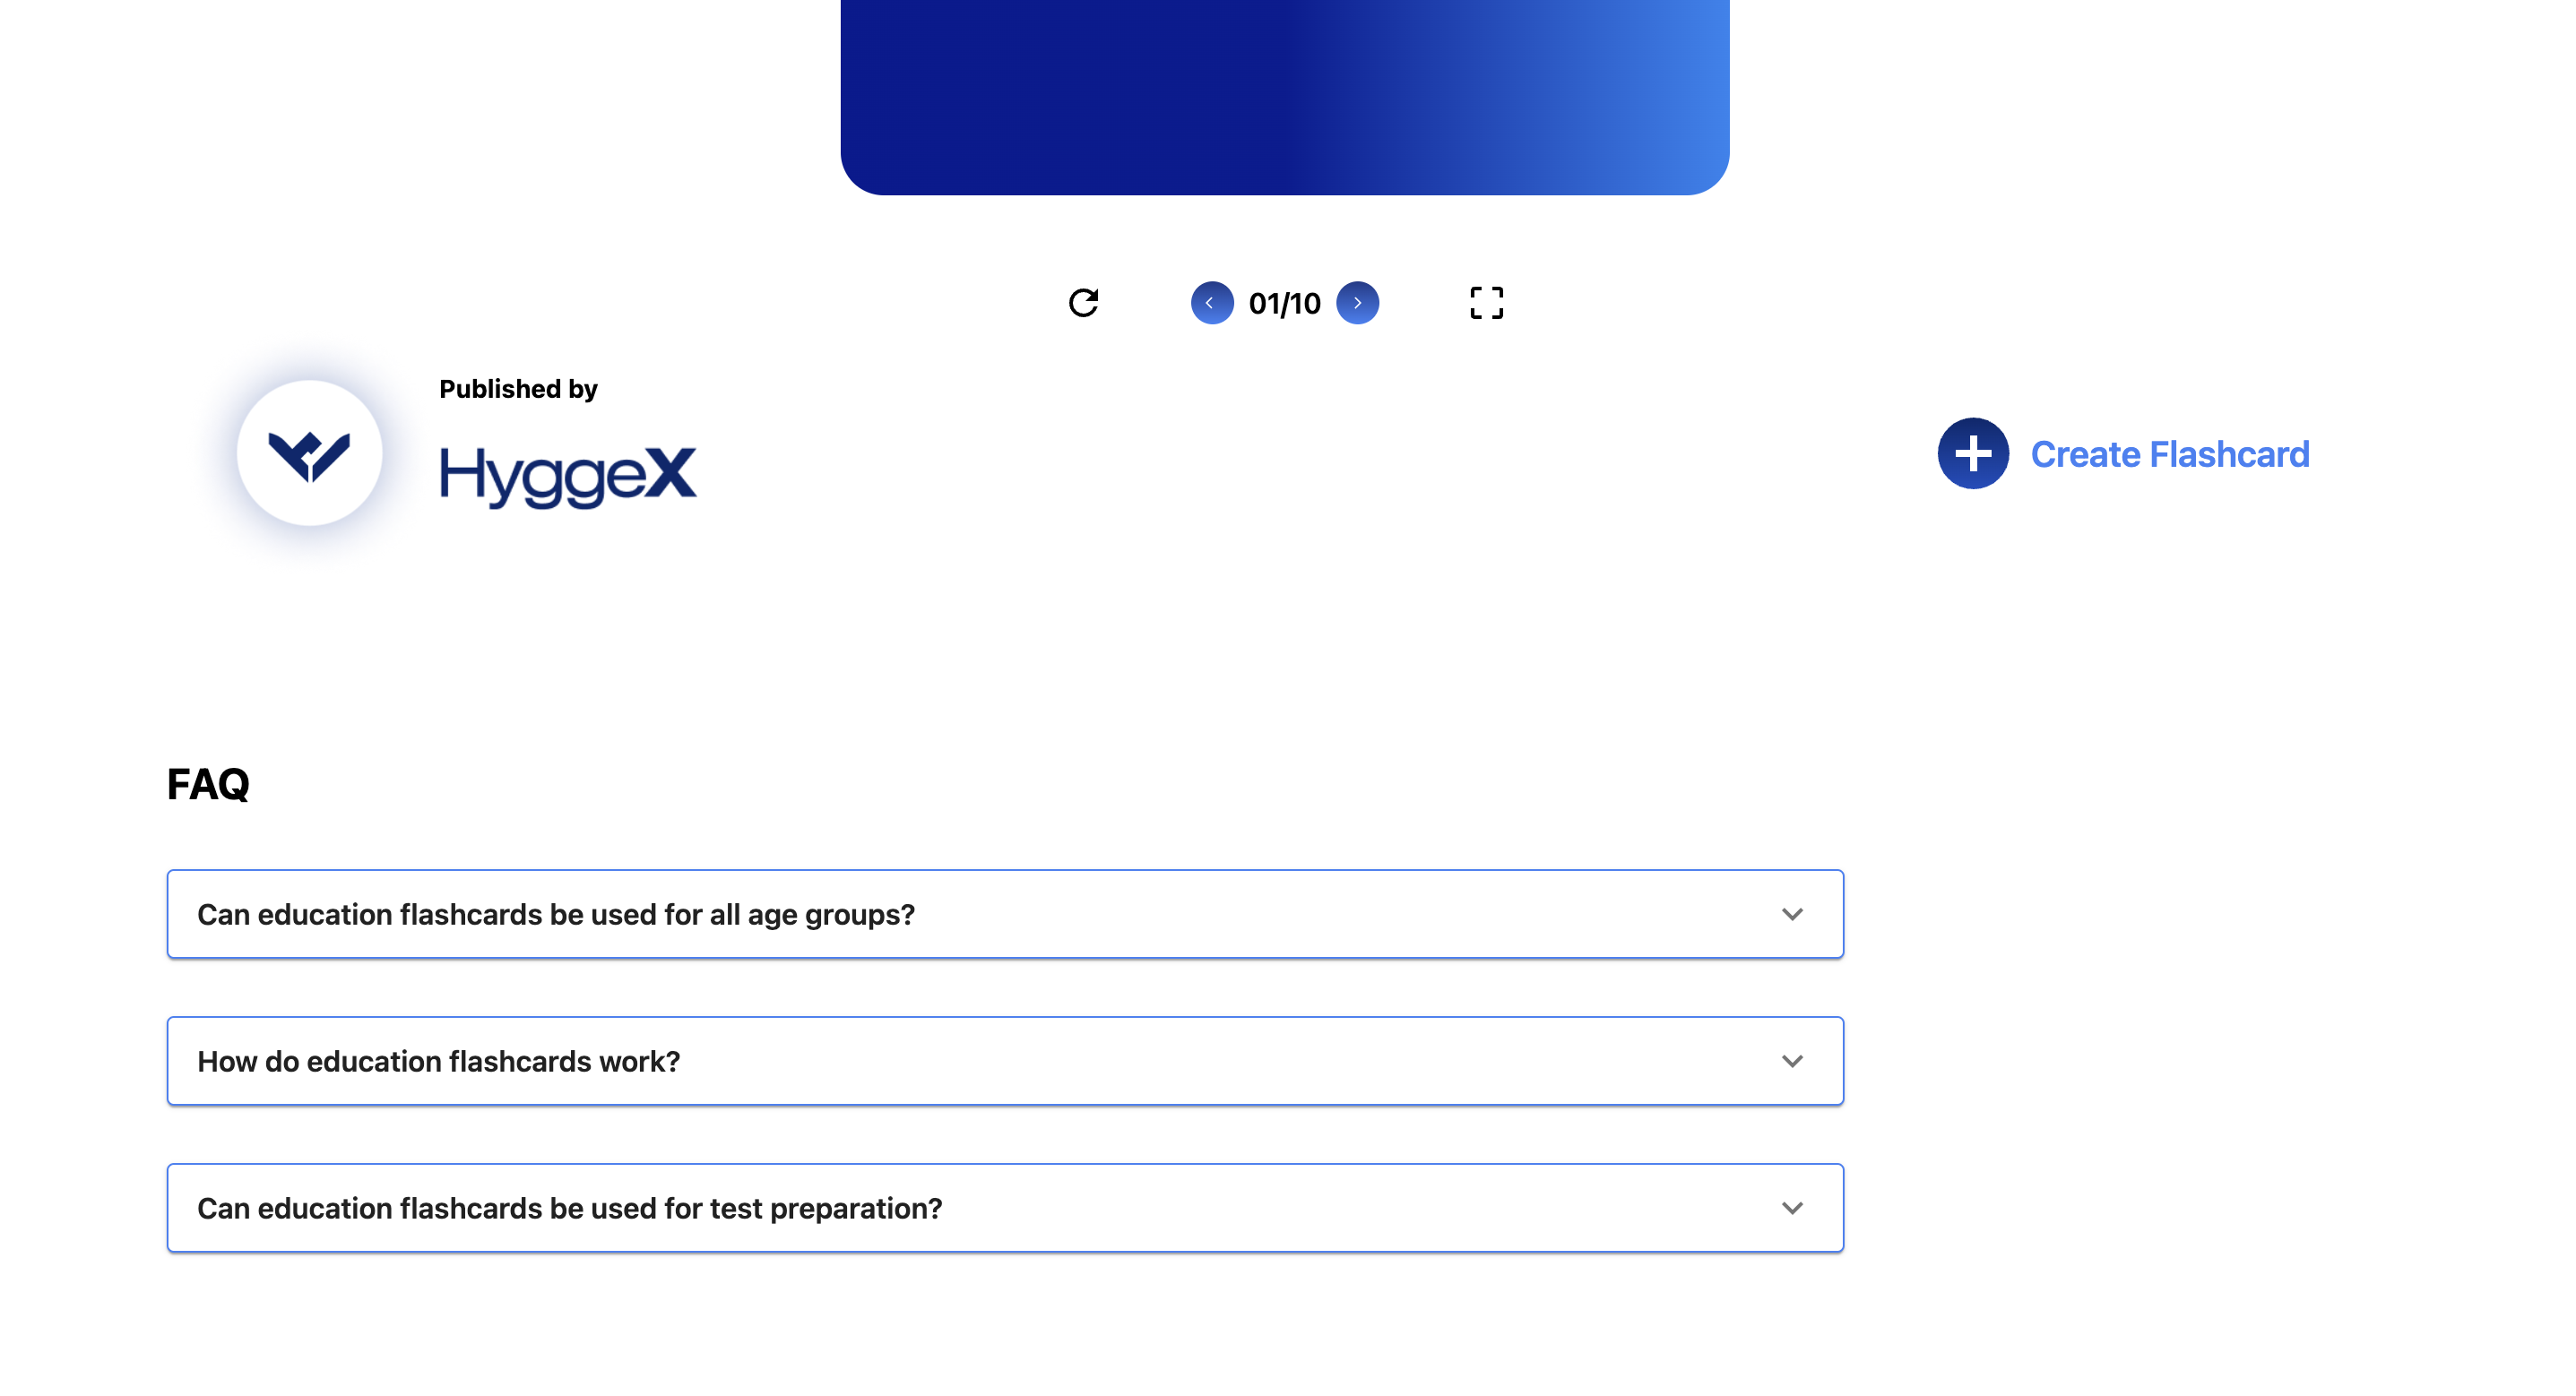 01/10
Published by
HyggeX
Create Flashcard
FAQ
Can education flashcards be used for all age groups?
How do education flashcards work?
Can education flashcards be used for test preparation?